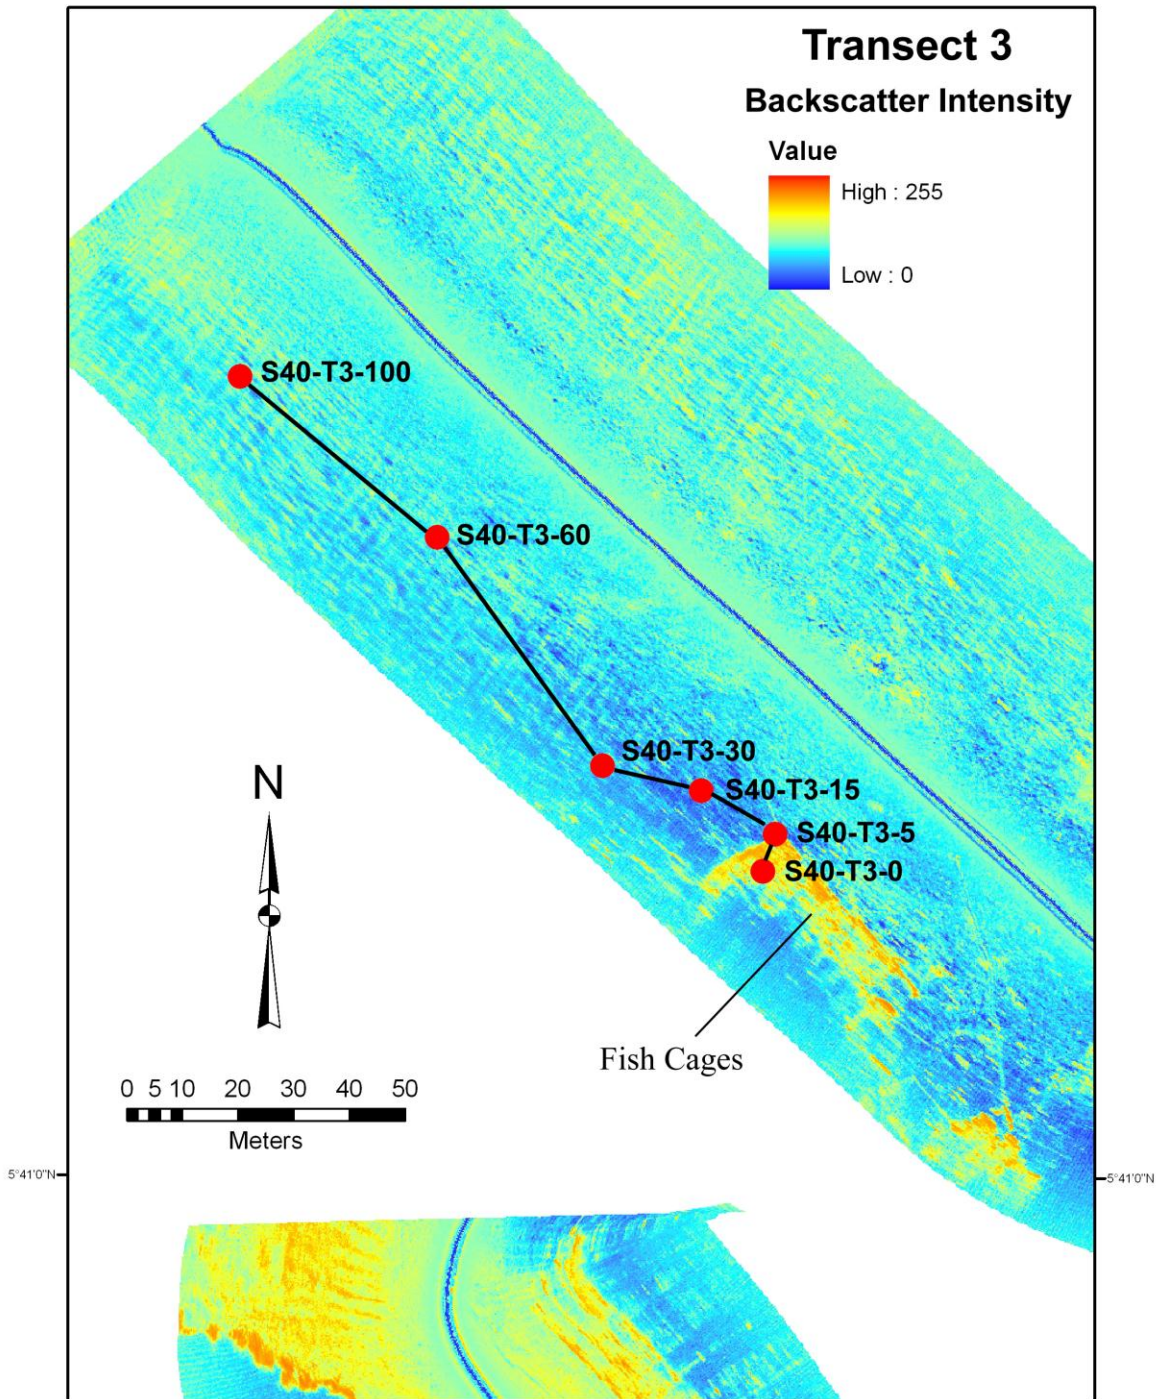 Transect 3
Backscatter Intensity
Value
High : 255
Low : 0
S40-T3-100
S40-T3-60
S40-T3-30
S40-T3-15
S40-T3-5
S40-T3-0
N
Fish Cages
0 5 10 20 30 40 50
Meters
5°41'0"N
5°41'0"N